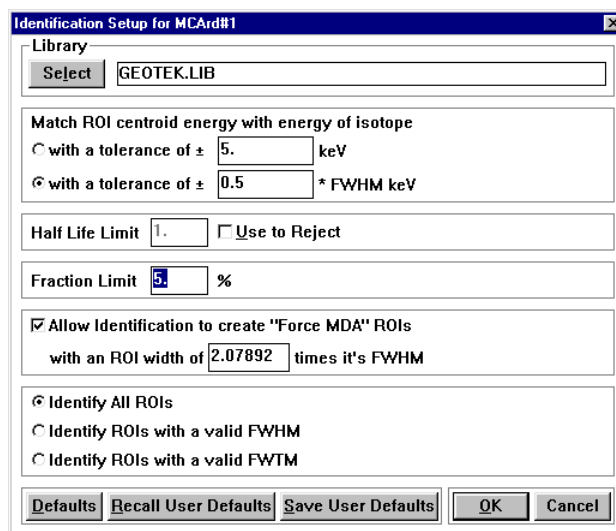 Identification Setup for MCArd#1
Library
Select GEOTEK.LIB
Match ROI centroid energy with energy of isotope
with a tolerance of ± 5. keV
with a tolerance of ± 0.5 * FWHM keV
Half Life Limit 1. Use to Reject
Fraction Limit 5. %
Allow Identification to create "Force MDA" ROIs
with an ROI width of 2.07892 times it's FWHM
Identify All ROIs
Identify ROIs with a valid FWHM
Identify ROIs with a valid FWTM
Defaults Recall User Defaults Save User Defaults OK Cancel